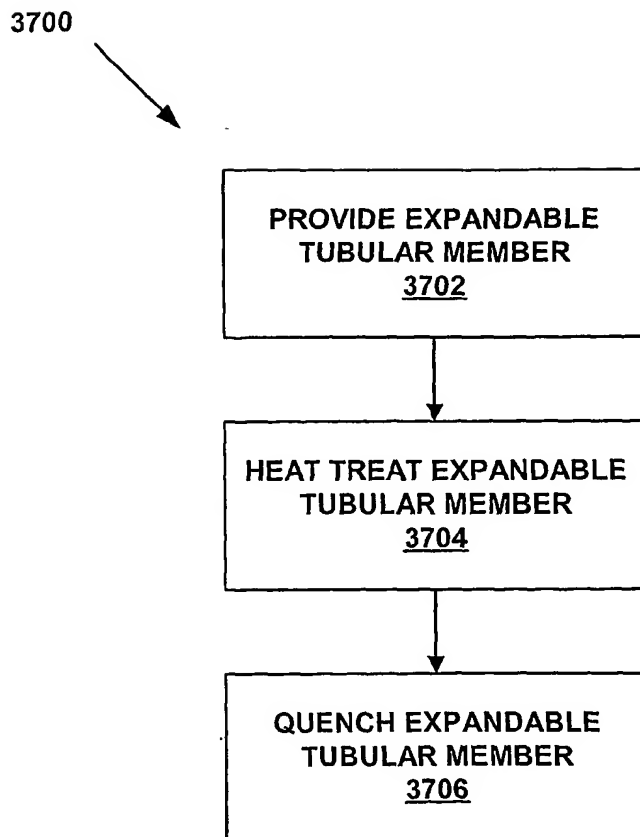 3700
PROVIDE EXPANDABLE
TUBULAR MEMBER
3702
HEAT TREAT EXPANDABLE
TUBULAR MEMBER
3704
QUENCH EXPANDABLE
TUBULAR MEMBER
3706